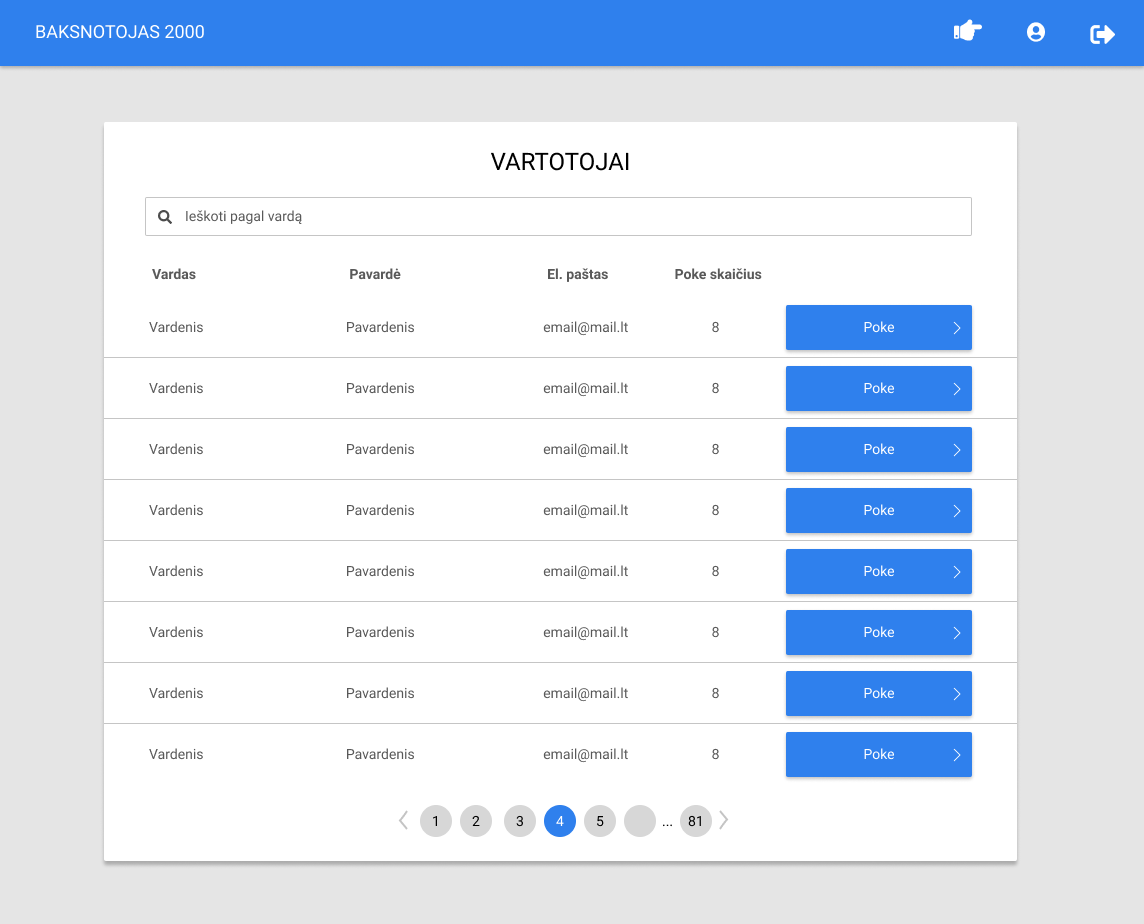 BAKSNOTOJAS 2000
VARTOTOJAI
Ieškoti pagal vardą
Vardas Pavardė El. paštas Poke skaičius
Vardenis Pavardenis email@mail.lt 8 Poke
Vardenis Pavardenis email@mail.lt 8 Poke
Vardenis Pavardenis email@mail.lt 8 Poke
Vardenis Pavardenis email@mail.lt 8 Poke
Vardenis Pavardenis email@mail.lt 8 Poke
Vardenis Pavardenis email@mail.lt 8 Poke
Vardenis Pavardenis email@mail.lt 8 Poke
Vardenis Pavardenis email@mail.lt 8 Poke
1 2 3 4 5 ... 81